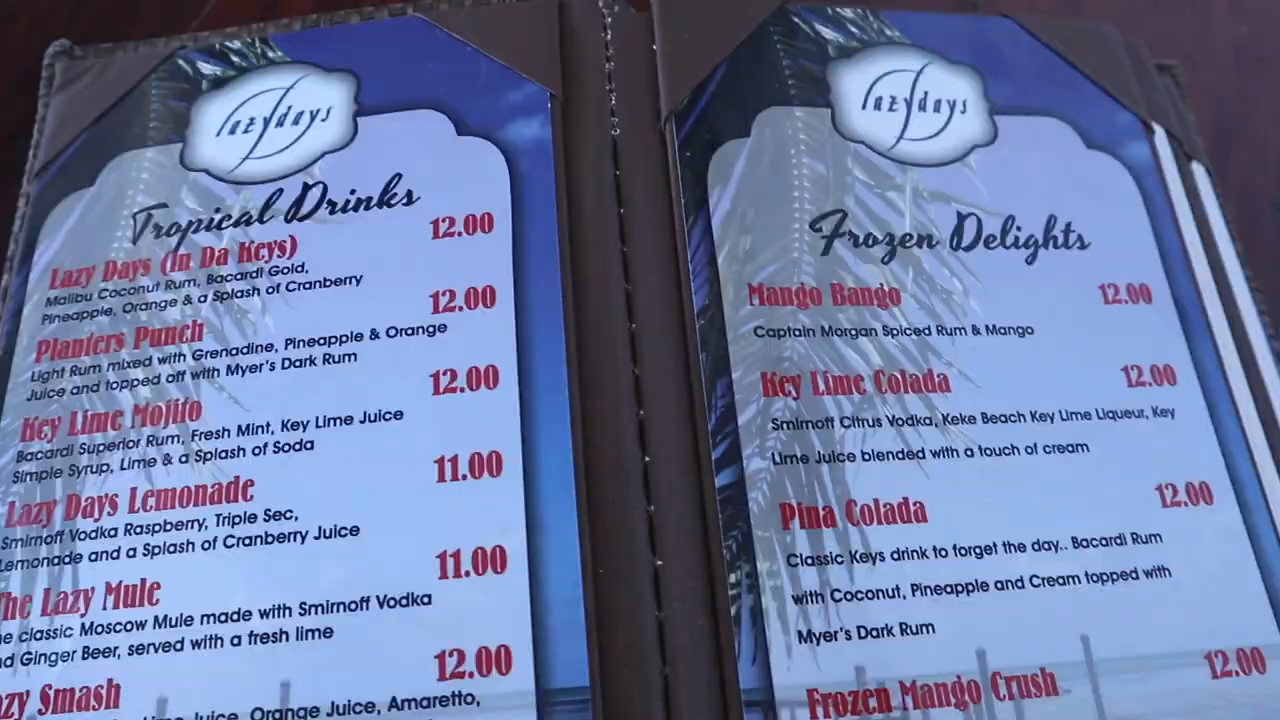 lazydays
Tropical Drinks
Lazy Days (In Da Keys) 12.00
Malibu Coconut Rum, Bacardi Gold,
Pineapple, Orange & a Splash of Cranberry
Planters Punch 12.00
Light Rum mixed with Grenadine, Pineapple & Orange
Juice and topped off with Myer's Dark Rum
Key Lime Mojito 12.00
Bacardi Superior Rum, Fresh Mint, Key Lime Juice
Simple Syrup, Lime & a Splash of Soda
Lazy Days Lemonade 11.00
Smirnoff Vodka Raspberry, Triple Sec,
Lemonade and a Splash of Cranberry Juice
The Lazy Mule 11.00
classic Moscow Mule made with Smirnoff Vodka
Ginger Beer, served with a fresh lime
Smash 12.00
Juice, Orange Juice, Amaretto,
lazydays
Frozen Delights
Mango Bango 12.00
Captain Morgan Spiced Rum & Mango
Key Lime Colada 12.00
Smirnoff Citrus Vodka, Keke Beach Key Lime Liqueur, Key
Lime Juice blended with a touch of cream
Pina Colada 12.00
Classic Keys drink to forget the day.. Bacardi Rum
with Coconut, Pineapple and Cream topped with
Myer's Dark Rum
Frozen Mango Crush 12.00